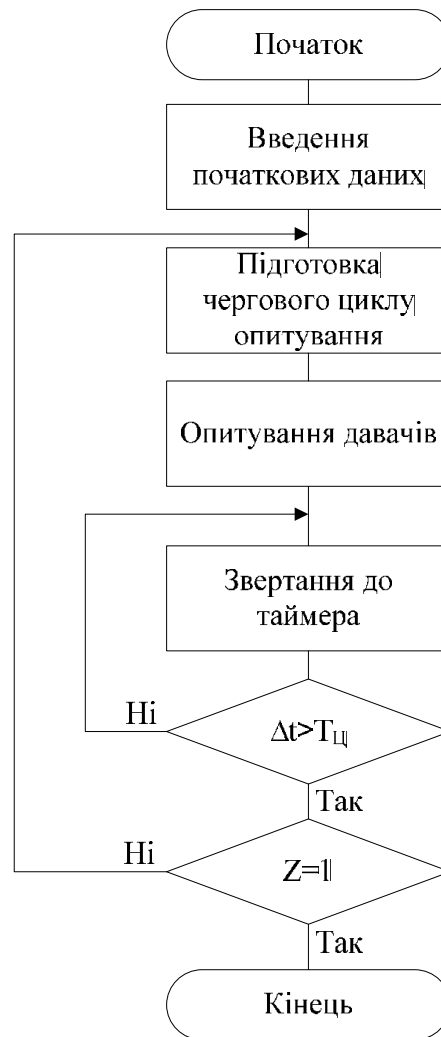 Початок
Введення
початкових даних
Підготовка
чергового циклу
опитування
Опитування давачів
Звертання до
таймера
Ні
Δt>Tц
Так
Ні
Z=1
Так
Кінець